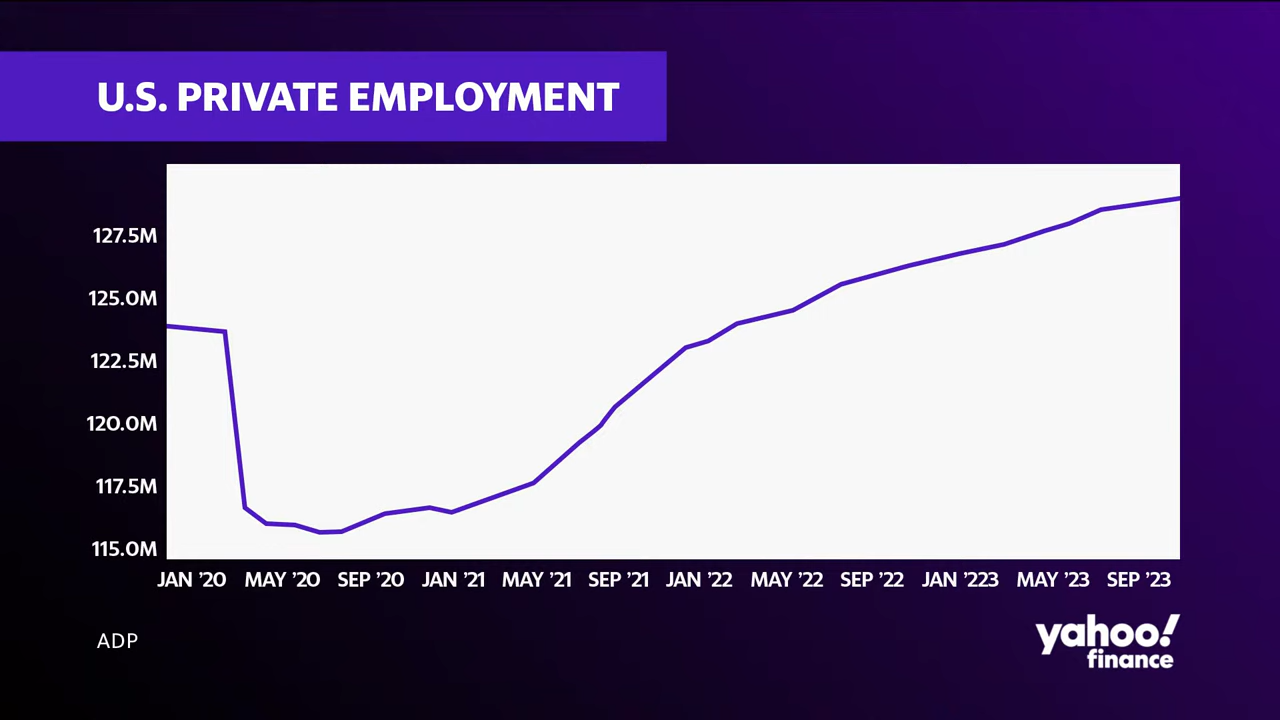 U.S. PRIVATE EMPLOYMENT
127.5M
125.0M
122.5M
120.0M
117.5M
115.0M
JAN ’20 MAY ’20 SEP ’20 JAN ’21 MAY ’21 SEP ’21 JAN ’22 MAY ’22 SEP ’22 JAN ’223 MAY ’23 SEP ’23
ADP
yahoo!
finance